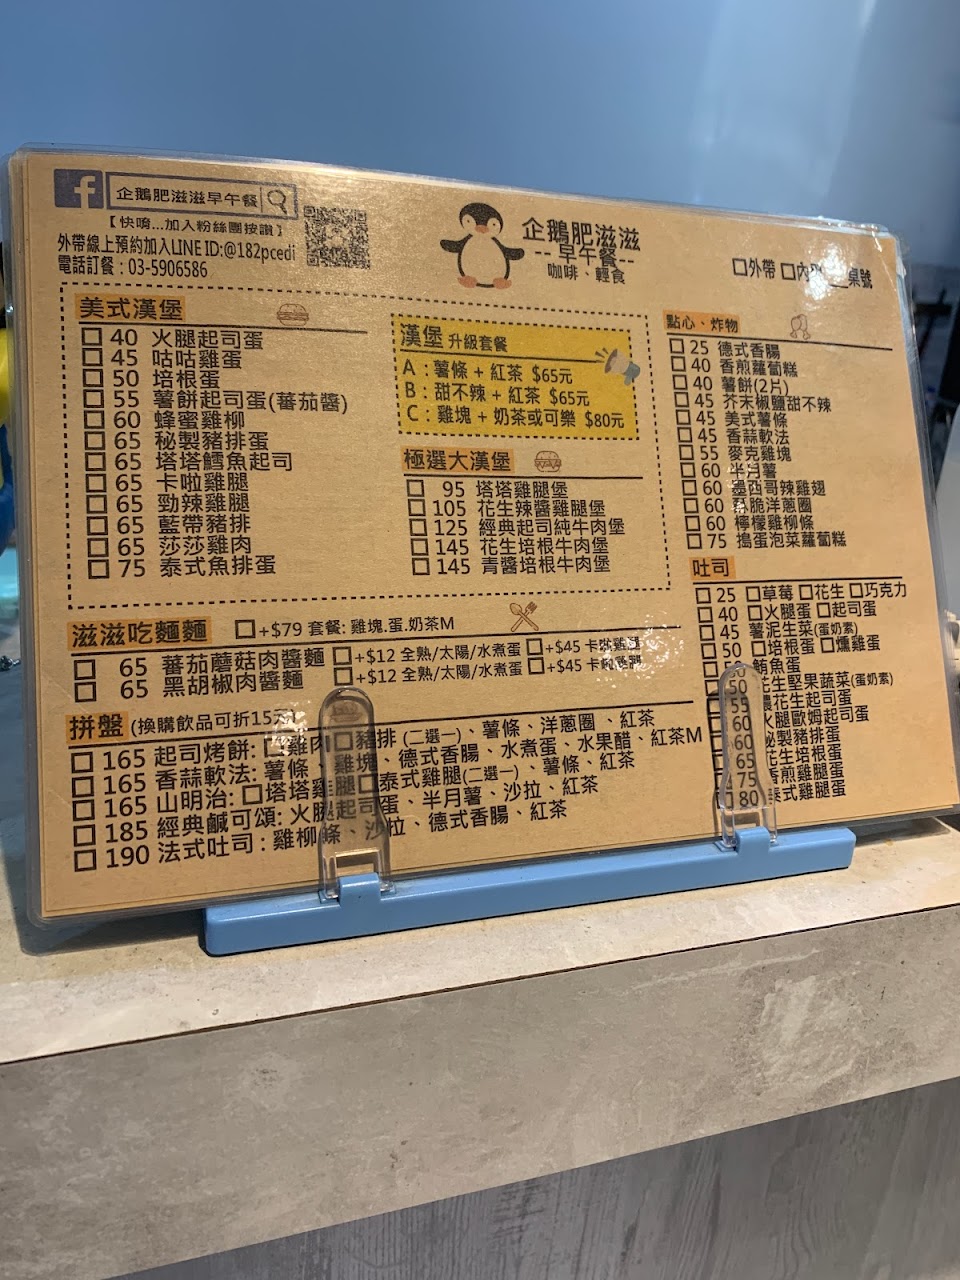 企鵝肥滋滋早午餐
【快唷...加入粉絲團按讚】
外帶線上預約加入LINE ID:@182pcedi
電話訂餐：03-5906586
企鵝肥滋滋
--早午餐--
咖啡、輕食
□外帶 □內 桌號
美式漢堡
□ 40 火腿起司蛋
□ 45 咕咕雞蛋
□ 50 培根蛋
□ 55 薯餅起司蛋(蕃茄醬)
□ 60 蜂蜜雞柳
□ 65 秘製豬排蛋
□ 65 塔塔鱈魚起司
□ 65 卡啦雞腿
□ 65 勁辣雞腿
□ 65 藍帶豬排
□ 65 莎莎雞肉
□ 75 泰式魚排蛋
漢堡 升級套餐
A：薯條 + 紅茶 $65元
B：甜不辣 + 紅茶 $65元
C：雞塊 + 奶茶或可樂 $80元
極選大漢堡
□ 95 塔塔雞腿堡
□ 105 花生辣醬雞腿堡
□ 125 經典起司純牛肉堡
□ 145 花生培根牛肉堡
□ 145 青醬培根牛肉堡
滋滋吃麵麵 □+$79 套餐: 雞塊.蛋.奶茶M
□ 65 蕃茄蘑菇肉醬麵 □+$12 全熟/太陽/水煮蛋 □+$45 卡啦雞腿
□ 65 黑胡椒肉醬麵 □+$12 全熟/太陽/水煮蛋 □+$45 卡
拼盤 (換購飲品可折15元)
□ 165 起司烤餅: □雞肉 □豬排 (二選一)、薯條、洋蔥圈 、紅茶
□ 165 香蒜軟法: 薯條、雞塊、德式香腸、水煮蛋、水果醋、紅茶M
□ 165 山明治: □塔塔雞腿 □泰式雞腿(二選一)、薯條、紅茶
□ 185 經典鹹可頌: 火腿起司蛋、半月薯、沙拉、紅茶
□ 190 法式吐司: 雞柳條、沙拉、德式香腸、紅茶
點心、炸物
□ 25 德式香腸
□ 40 香煎蘿蔔糕
□ 40 薯餅(2片)
□ 45 芥末椒鹽甜不辣
□ 45 美式薯條
□ 45 香蒜軟法
□ 55 麥克雞塊
□ 60 半月薯
□ 60 墨西哥辣雞翅
□ 60 脆洋蔥圈
□ 60 檸檬雞柳條
□ 75 搗蛋泡菜蘿蔔糕
吐司
□ 25 □草莓 □花生 □巧克力
□ 40 □火腿蛋 □起司蛋
□ 45 薯泥生菜(蛋奶素)
□ 50 □培根蛋 □燻雞蛋
□ 50 鮪魚蛋
□ 50 花生堅果蔬菜(蛋奶素)
□ 55 濃花生起司蛋
□ 60 火腿歐姆起司蛋
□ 60 秘製豬排蛋
□ 65 花生培根蛋
□ 75 香煎雞腿蛋
□ 80 泰式雞腿蛋